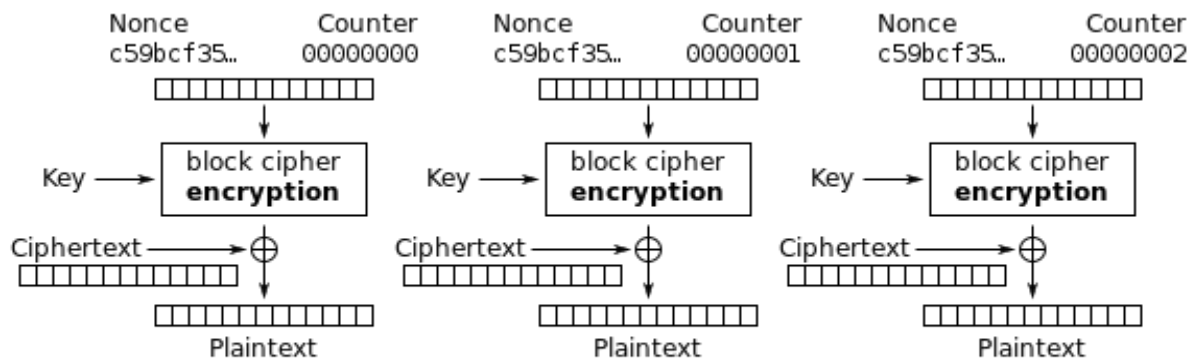 Nonce Counter Nonce Counter Nonce Counter
c59bcf35… 00000000 c59bcf35… 00000001 c59bcf35… 00000002
block cipher block cipher block cipher
Key encryption Key encryption Key encryption
Ciphertext Ciphertext Ciphertext
Plaintext Plaintext Plaintext